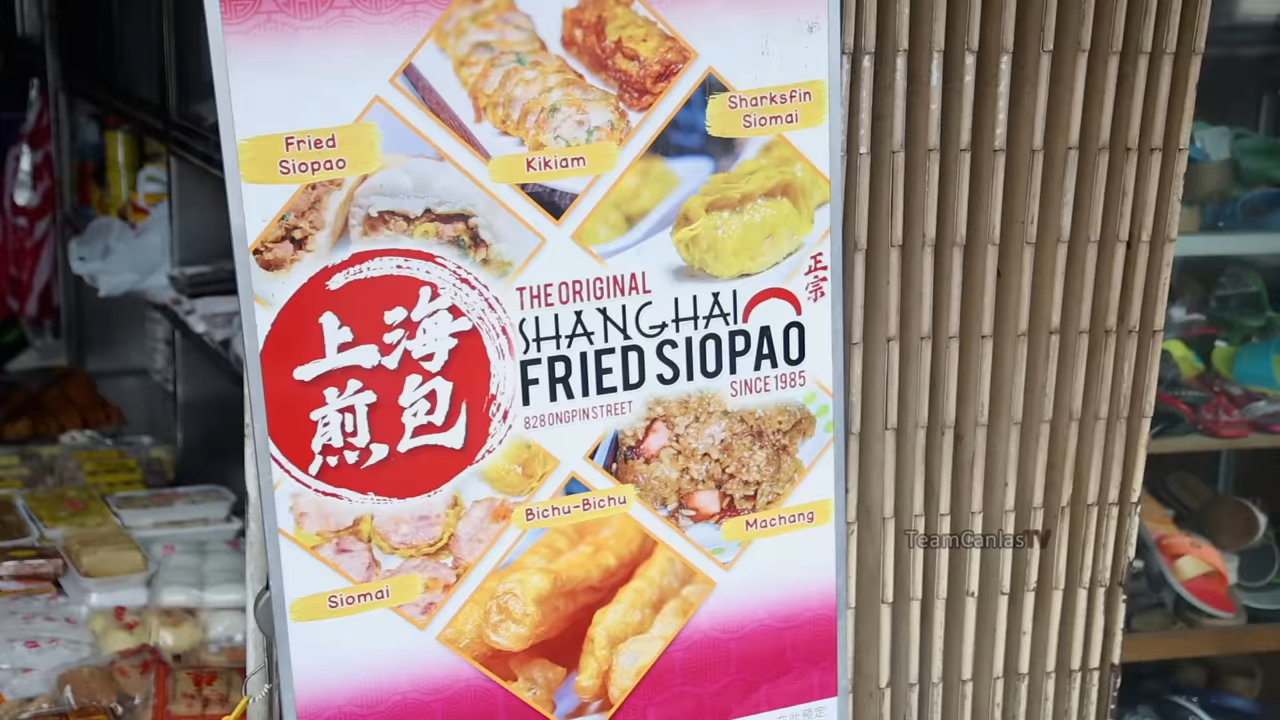 Kikiam
Sharksfin
Siomai
Fried
Siopao
上海
煎包
THE ORIGINAL
SHANGHAI
FRIED SIOPAO
正宗
SINCE 1985
828 ONGPIN STREET
Bichu-Bichu
Machang
Siomai
TeamCanlasTV